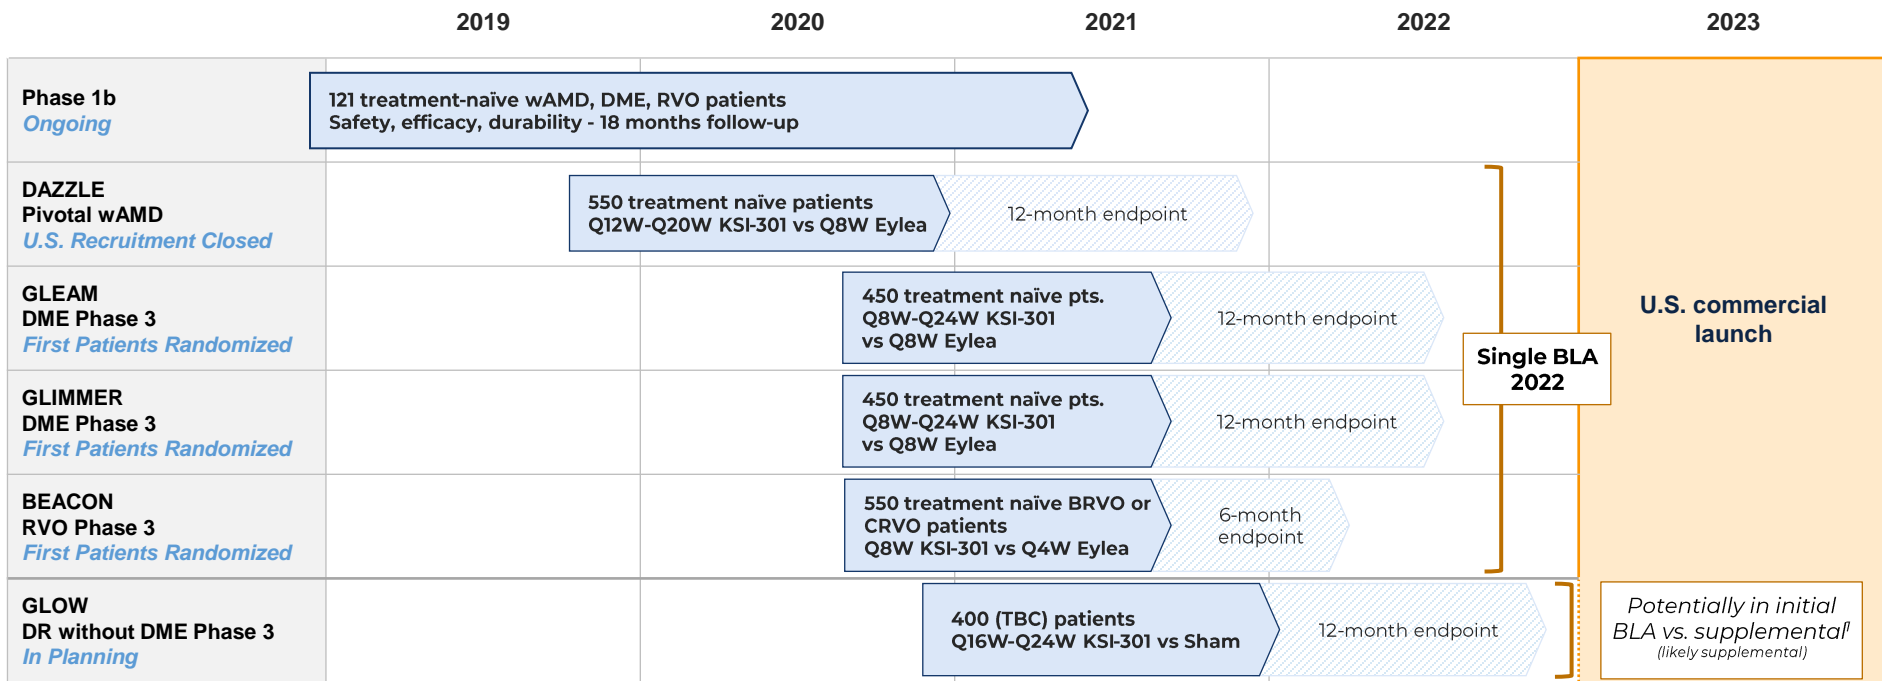 2019 2020 2021 2022 2023
Phase 1b
Ongoing
121 treatment-naïve wAMD, DME, RVO patients
Safety, efficacy, durability - 18 months follow-up
DAZZLE
Pivotal wAMD
U.S. Recruitment Closed
550 treatment naïve patients
Q12W-Q20W KSI-301 vs Q8W Eylea
12-month endpoint
GLEAM
DME Phase 3
First Patients Randomized
450 treatment naïve pts.
Q8W-Q24W KSI-301
vs Q8W Eylea
12-month endpoint
GLIMMER
DME Phase 3
First Patients Randomized
450 treatment naïve pts.
Q8W-Q24W KSI-301
vs Q8W Eylea
12-month endpoint
BEACON
RVO Phase 3
First Patients Randomized
550 treatment naïve BRVO or
CRVO patients
Q8W KSI-301 vs Q4W Eylea
6-month
endpoint
Single BLA
2022
U.S. commercial
launch
GLOW
DR without DME Phase 3
In Planning
400 (TBC) patients
Q16W-Q24W KSI-301 vs Sham
12-month endpoint
Potentially in initial
BLA vs. supplemental¹
(likely supplemental)